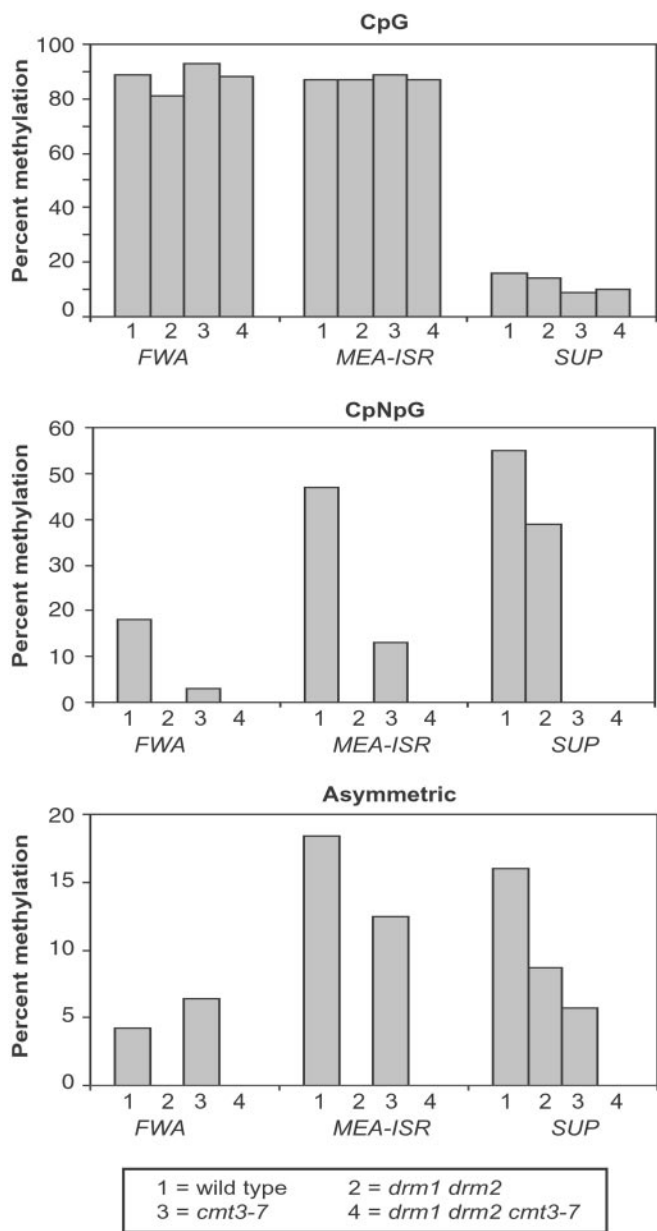 CpG
Percent methylation
100
80
60
40
20
0
1 2 3 4 1 2 3 4 1 2 3 4
FWA MEA-ISR SUP
CpNpG
Percent methylation
60
50
40
30
20
10
0
1 2 3 4 1 2 3 4 1 2 3 4
FWA MEA-ISR SUP
Asymmetric
Percent methylation
20
15
10
5
0
1 2 3 4 1 2 3 4 1 2 3 4
FWA MEA-ISR SUP
1 = wild type 2 = drm1 drm2
3 = cmt3-7 4 = drm1 drm2 cmt3-7